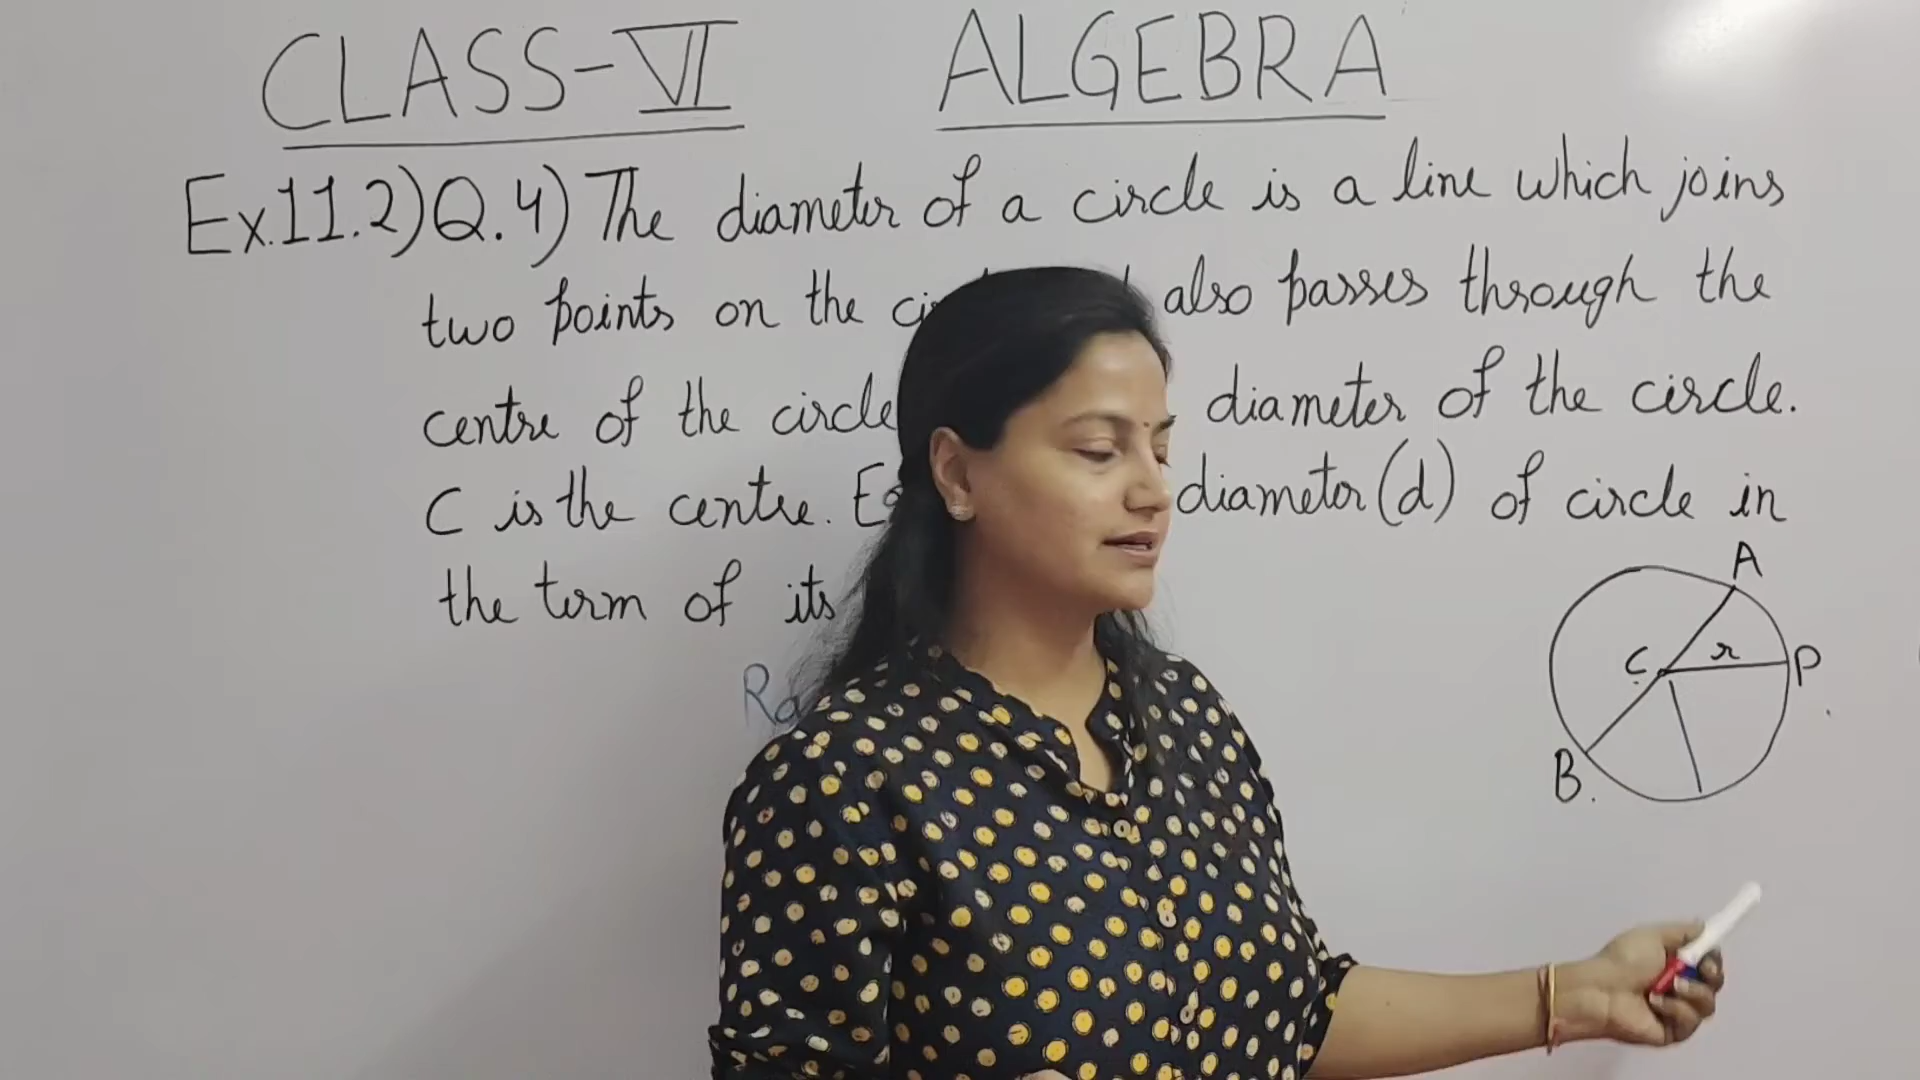 CLASS-VI ALGEBRA
Ex.11.2) Q.4) The diameter of a circle is a line which joins
two points on the also passes through the
centre of the circle diameter of the circle.
C is the centre. diameter (d) of circle in
the term of its
A
C r P
B.